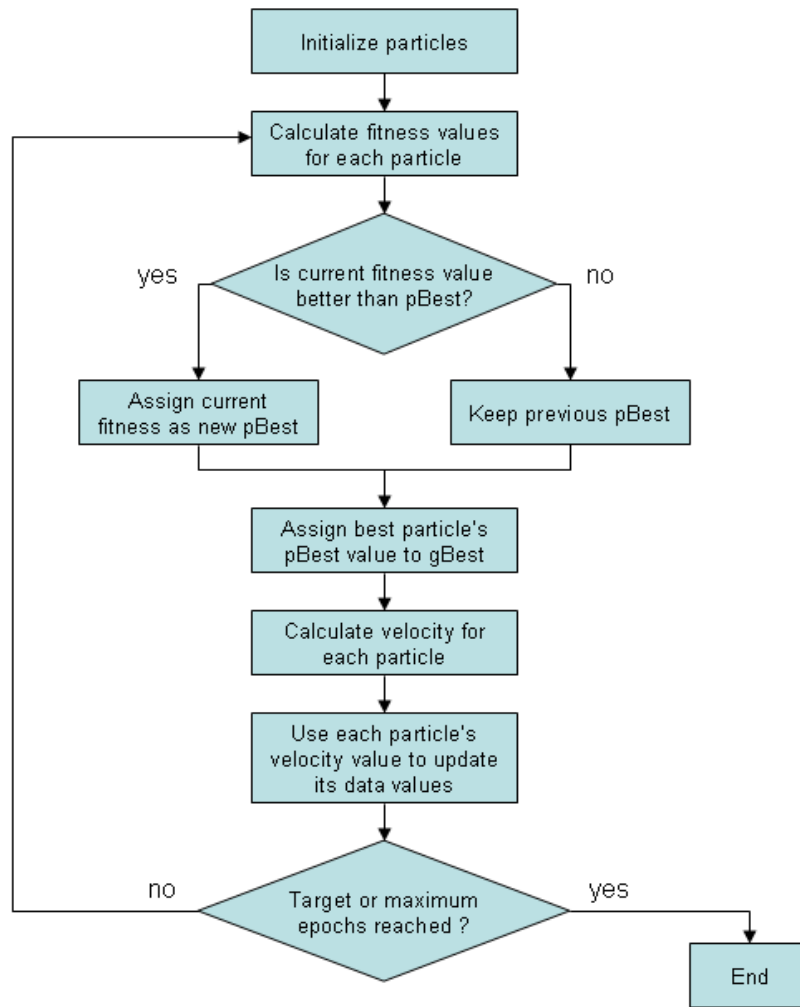 Initialize particles
Calculate fitness values
for each particle
Is current fitness value
better than pBest?
yes
no
Assign current
fitness as new pBest
Keep previous pBest
Assign best particle's
pBest value to gBest
Calculate velocity for
each particle
Use each particle's
velocity value to update
its data values
Target or maximum
epochs reached ?
no
yes
End